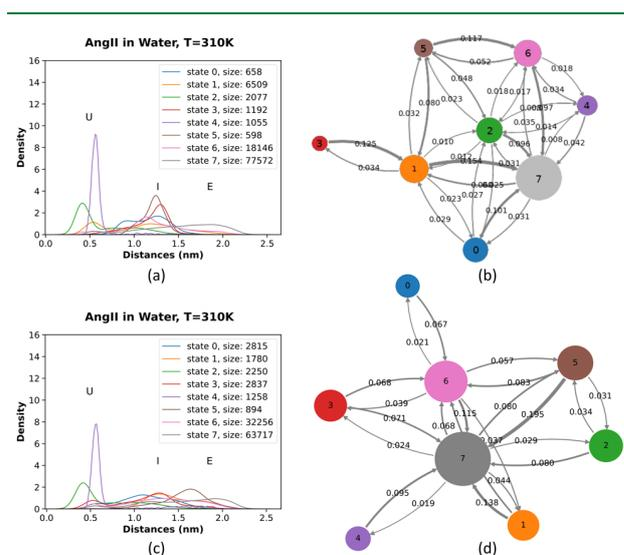 AngII in Water, T=310K
16
14
12
10
8
6
4
2
0
Density
0.0 0.5 1.0 1.5 2.0 2.5
Distances (nm)
U
I
E
state 0, size: 658
state 1, size: 6509
state 2, size: 2077
state 3, size: 1192
state 4, size: 1055
state 5, size: 598
state 6, size: 18146
state 7, size: 77572
(a)
5
6
4
2
3
1
7
0
0.117
0.052
0.018
0.048
0.034
0.080
0.023
0.032
0.035
0.014
0.008
0.042
0.125
0.034
0.010
0.096
0.154
0.031
0.023
0.027
0.029
0.101
0.031
(b)
AngII in Water, T=310K
16
14
12
10
8
6
4
2
0
Density
0.0 0.5 1.0 1.5 2.0 2.5
Distances (nm)
U
I
E
state 0, size: 2815
state 1, size: 1780
state 2, size: 2250
state 3, size: 2837
state 4, size: 1258
state 5, size: 894
state 6, size: 32256
state 7, size: 63717
(c)
0
6
5
3
2
7
1
4
0.067
0.021
0.057
0.083
0.068
0.039
0.031
0.034
0.080
0.195
0.115
0.071
0.068
0.024
0.029
0.080
0.044
0.095
0.019
0.138
(d)